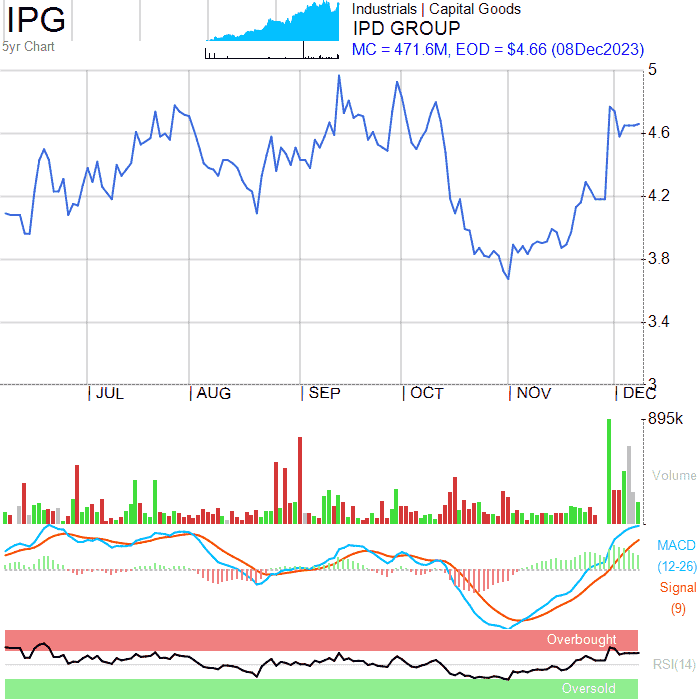 IPG
5yr Chart
Industrials | Capital Goods
IPD GROUP
MC = 471.6M, EOD = $4.66 (08Dec2023)
5
4.6
4.2
3.8
3.4
3
JUL AUG SEP OCT NOV DEC
895k
Volume
MACD
(12-26)
Signal
(9)
Overbought
RSI(14)
Oversold